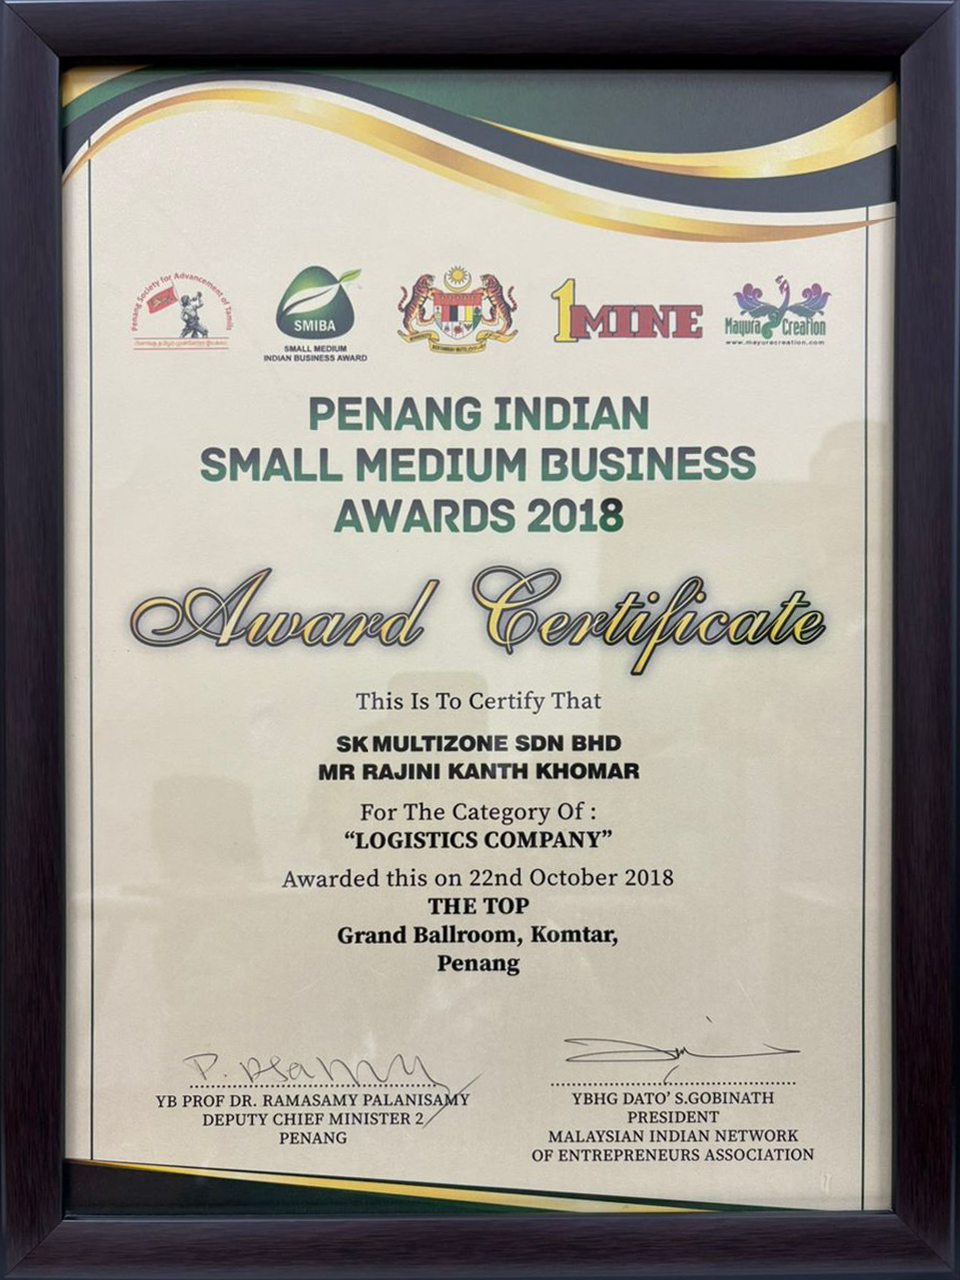 Penang Society for Advancement of Tamils
SMIBA
SMALL MEDIUM
INDIAN BUSINESS AWARD
1MINE
Mayura Creation
www.mayuracreation.com
PENANG INDIAN
SMALL MEDIUM BUSINESS
AWARDS 2018
Award Certificate
This Is To Certify That
SK MULTIZONE SDN BHD
MR RAJINI KANTH KHOMAR
For The Category Of :
“LOGISTICS COMPANY”
Awarded this on 22nd October 2018
THE TOP
Grand Ballroom, Komtar,
Penang
YB PROF DR. RAMASAMY PALANISAMY
DEPUTY CHIEF MINISTER 2
PENANG
YBHG DATO’ S.GOBINATH
PRESIDENT
MALAYSIAN INDIAN NETWORK
OF ENTREPRENEURS ASSOCIATION